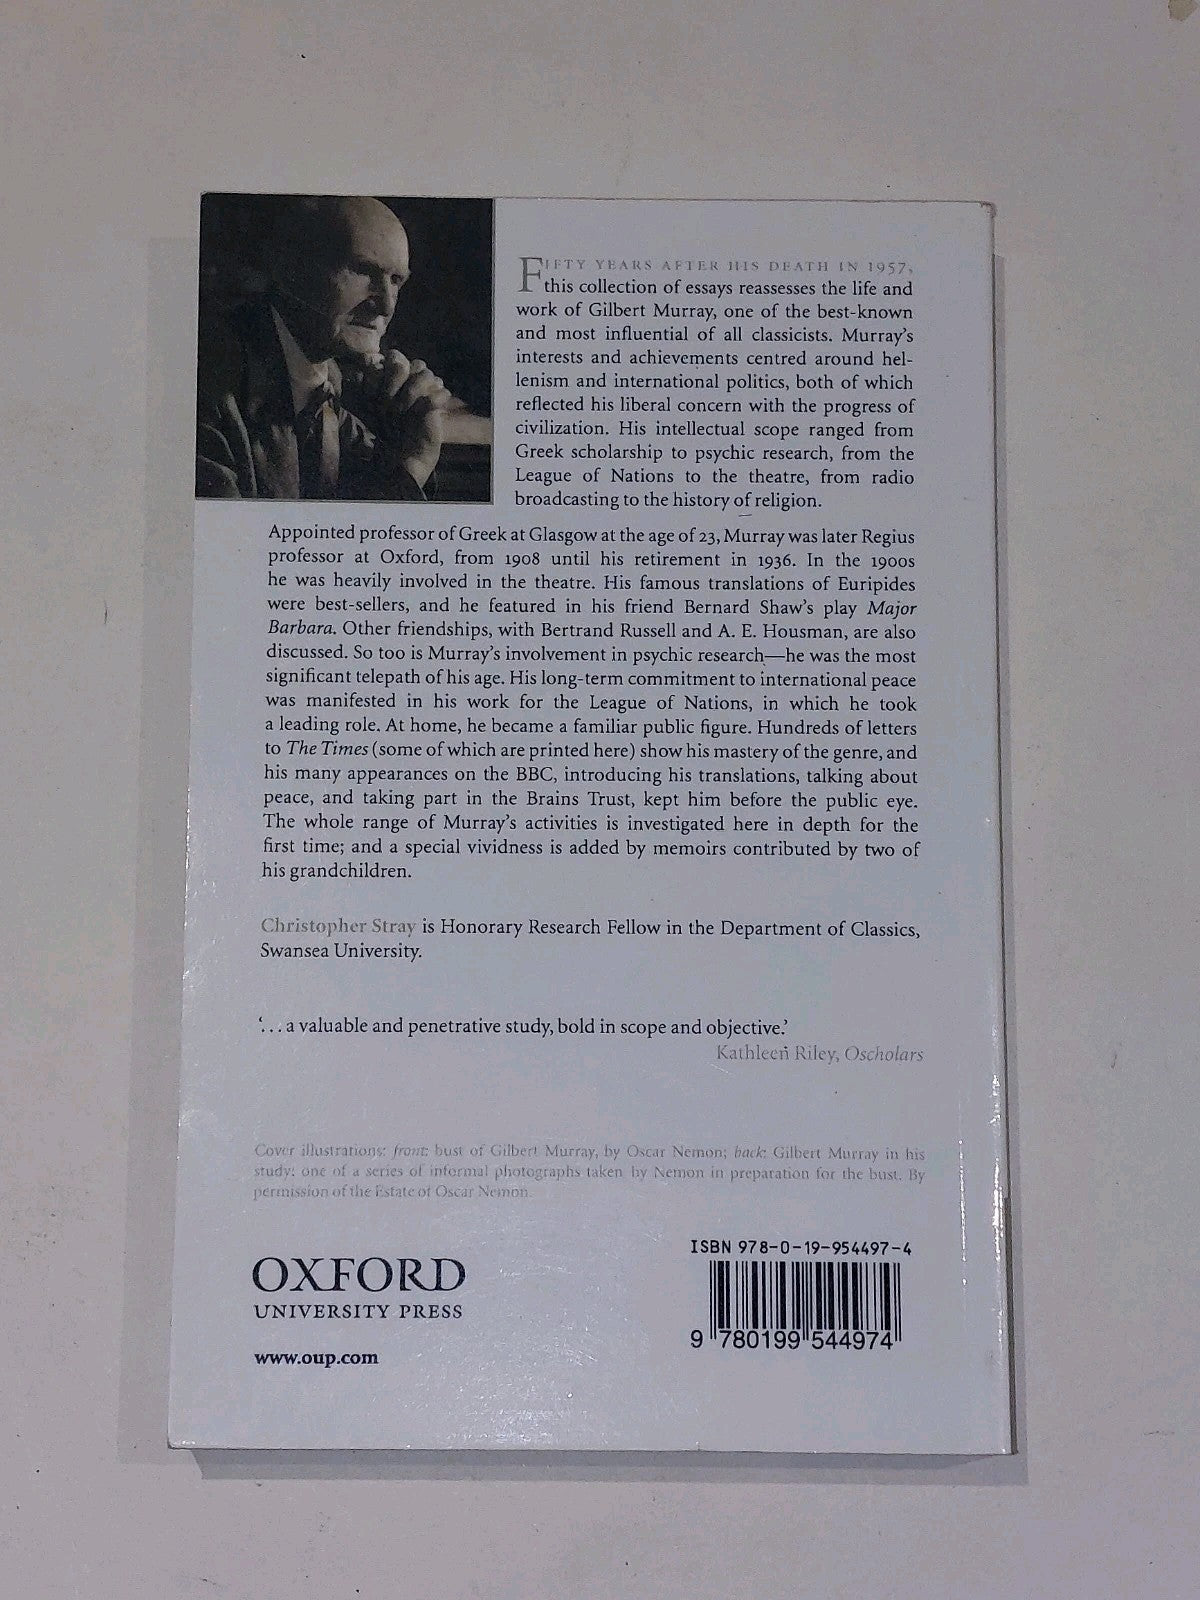 FIFTY YEARS AFTER HIS DEATH IN 1957,
this collection of essays reassesses the life and
work of Gilbert Murray, one of the best-known
and most influential of all classicists. Murray's
interests and achievements centred around hel-
lenism and international politics, both of which
reflected his liberal concern with the progress of
civilization. His intellectual scope ranged from
Greek scholarship to psychic research, from the
League of Nations to the theatre, from radio
broadcasting to the history of religion.
Appointed professor of Greek at Glasgow at the age of 23, Murray was later Regius
professor at Oxford, from 1908 until his retirement in 1936. In the 1900s
he was heavily involved in the theatre. His famous translations of Euripides
were best-sellers, and he featured in his friend Bernard Shaw's play Major
Barbara. Other friendships, with Bertrand Russell and A. E. Housman, are also
discussed. So too is Murray's involvement in psychic research—he was the most
significant telepath of his age. His long-term commitment to international peace
was manifested in his work for the League of Nations, in which he took
a leading role. At home, he became a familiar public figure. Hundreds of letters
to The Times (some of which are printed here) show his mastery of the genre, and
his many appearances on the BBC, introducing his translations, talking about
peace, and taking part in the Brains Trust, kept him before the public eye.
The whole range of Murray's activities is investigated here in depth for the
first time; and a special vividness is added by memoirs contributed by two of
his grandchildren.
Christopher Stray is Honorary Research Fellow in the Department of Classics,
Swansea University.
'. . . a valuable and penetrative study, bold in scope and objective.'
Kathleen Riley, Oscholars
Cover illustrations: front: bust of Gilbert Murray, by Oscar Nemon; back: Gilbert Murray in his
study: one of a series of informal photographs taken by Nemon in preparation for the bust. By
permission of the Estate of Oscar Nemon.
OXFORD
UNIVERSITY PRESS
www.oup.com
ISBN 978-0-19-954497-4
9 780199 544974